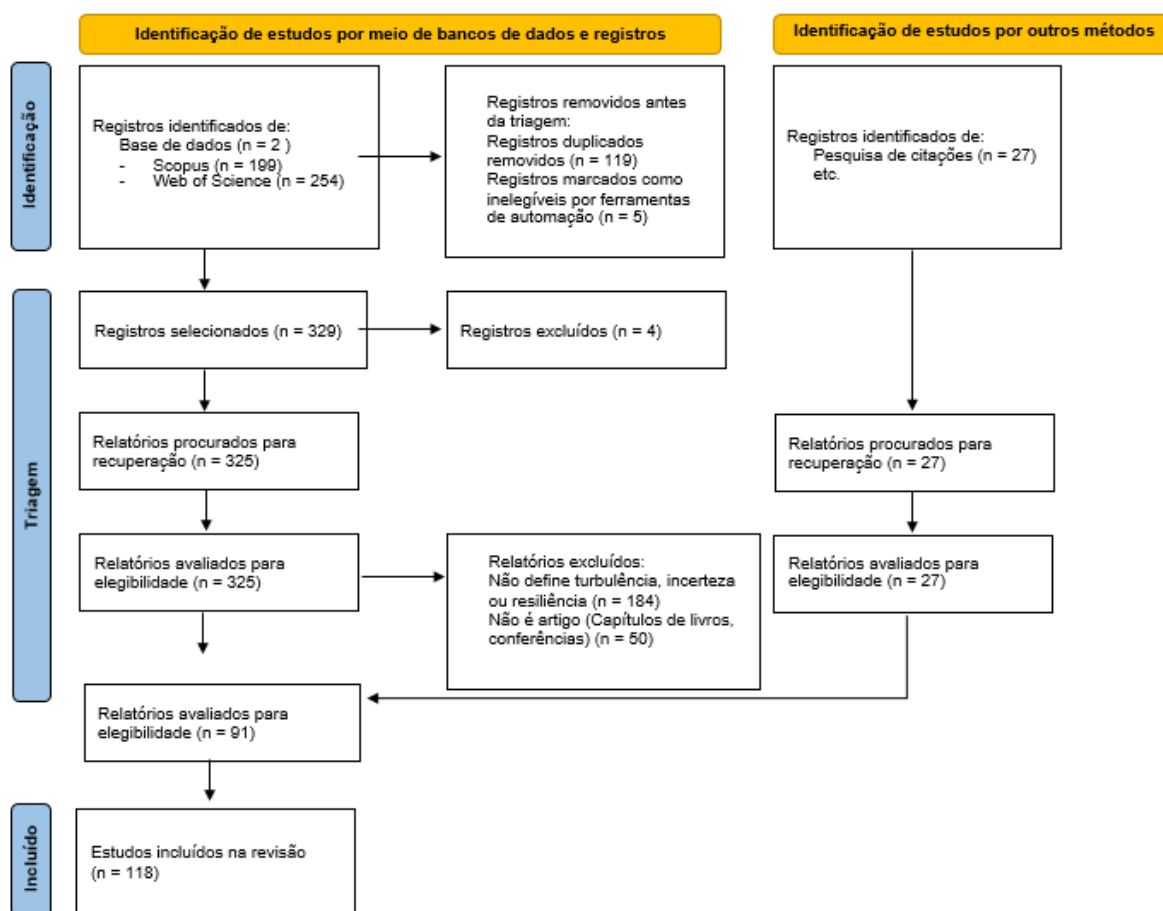 Identificação de estudos por meio de bancos de dados e registros
Identificação de estudos por outros métodos
Identificação
Registros identificados de:
Base de dados (n = 2 )
- Scopus (n = 199)
- Web of Science (n = 254)
Registros removidos antes
da triagem:
Registros duplicados
removidos (n = 119)
Registros marcados como
inelegíveis por ferramentas
de automação (n = 5)
Registros identificados de:
Pesquisa de citações (n = 27)
etc.
Triagem
Registros selecionados (n = 329)
Registros excluídos (n = 4)
Relatórios procurados para
recuperação (n = 325)
Relatórios procurados para
recuperação (n = 27)
Relatórios avaliados para
elegibilidade (n = 325)
Relatórios excluídos:
Não define turbulência, incerteza
ou resiliência (n = 184)
Não é artigo (Capítulos de livros,
conferências) (n = 50)
Relatórios avaliados para
elegibilidade (n = 27)
Relatórios avaliados para
elegibilidade (n = 91)
Incluído
Estudos incluídos na revisão
(n = 118)